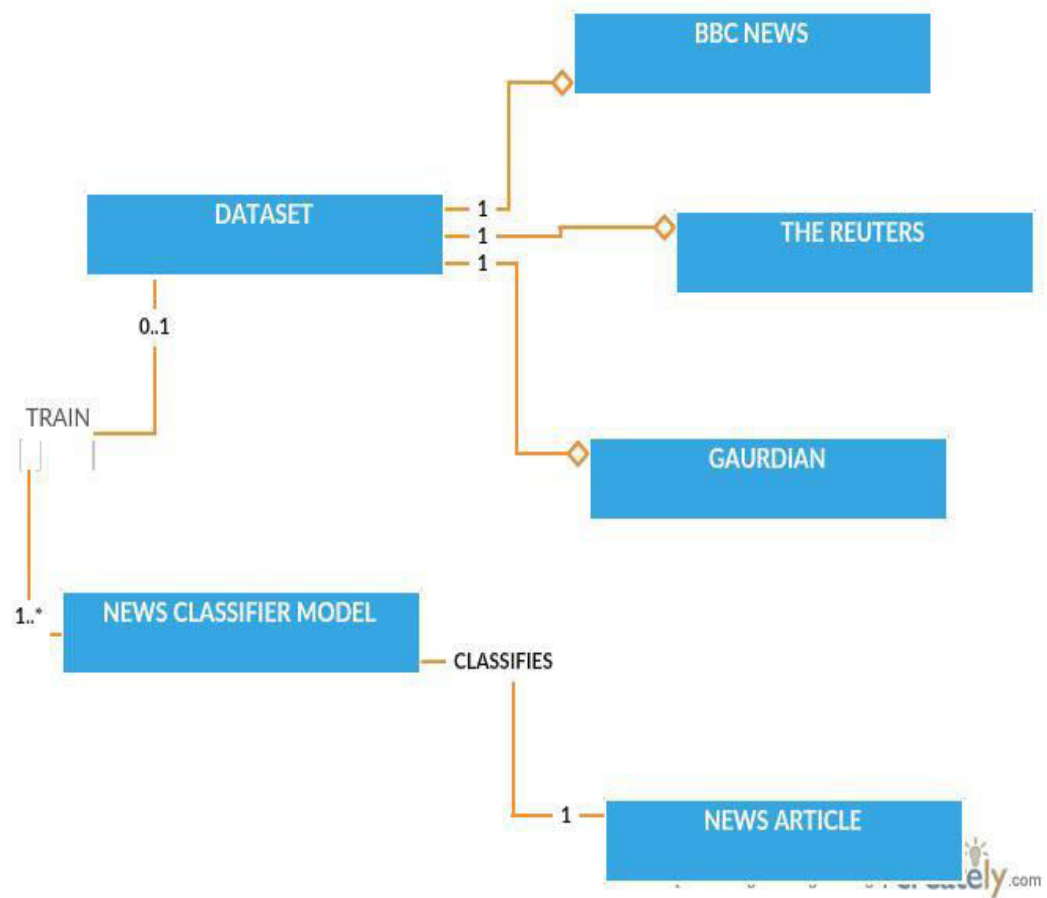 BBC NEWS
DATASET
1
THE REUTERS
1
1
0..1
TRAIN
GAURDIAN
1..*
NEWS CLASSIFIER MODEL
CLASSIFIES
1
NEWS ARTICLE
creately.com